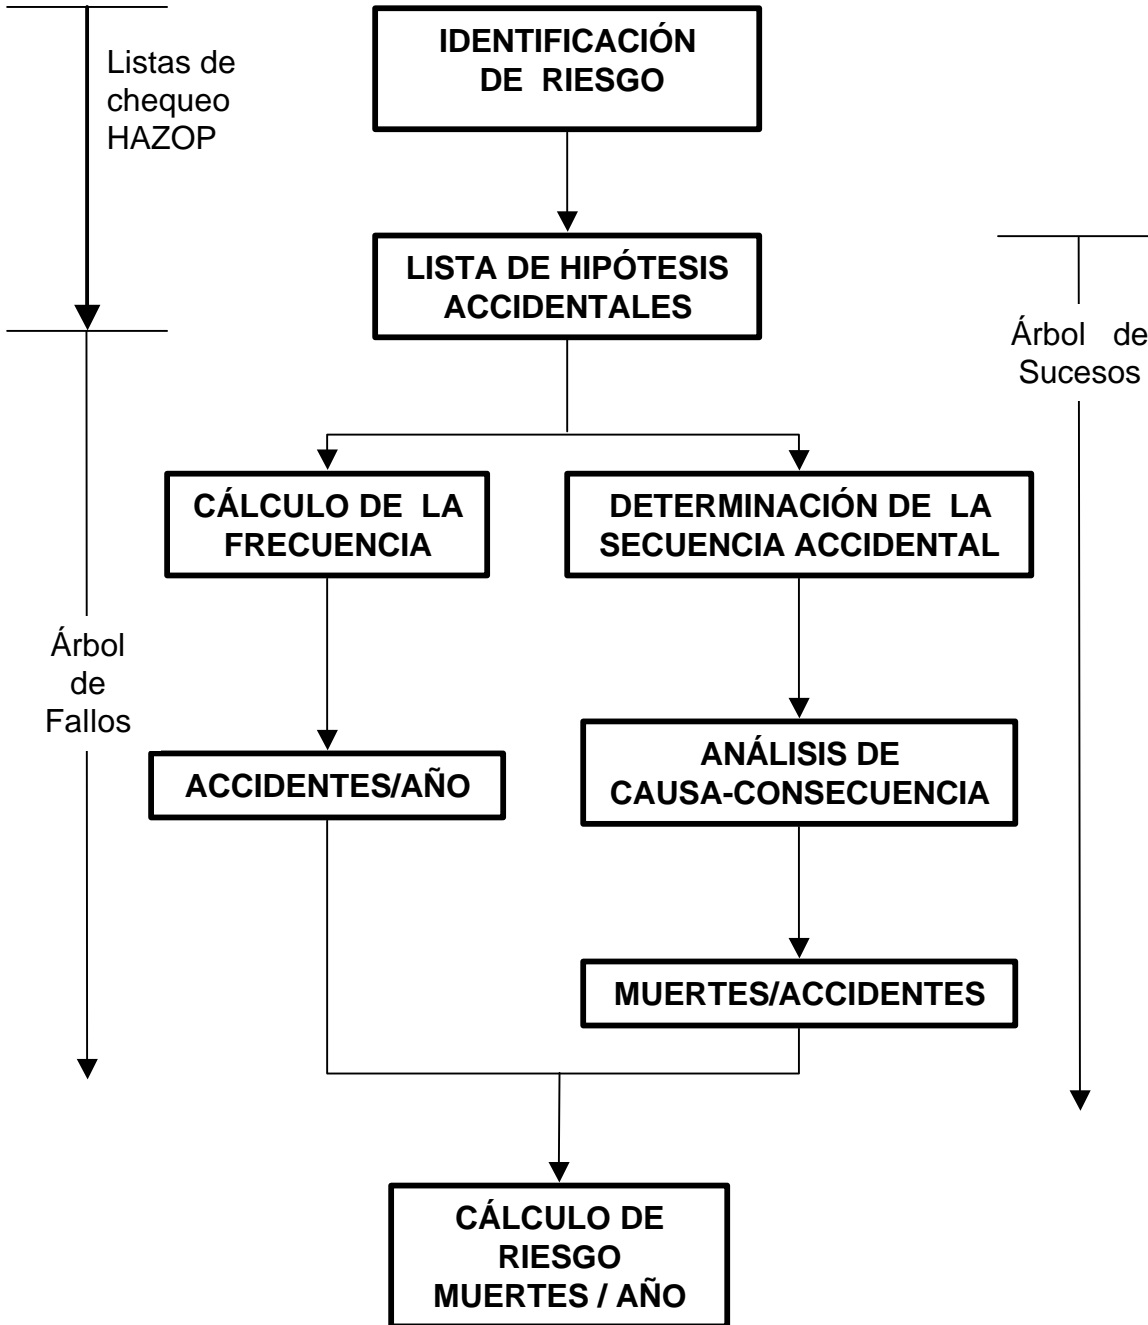 IDENTIFICACIÓN
DE RIESGO
Listas de
chequeo
HAZOP
LISTA DE HIPÓTESIS
ACCIDENTALES
Árbol de
Sucesos
CÁLCULO DE LA
FRECUENCIA
DETERMINACIÓN DE LA
SECUENCIA ACCIDENTAL
Árbol
de
Fallos
ACCIDENTES/AÑO
ANÁLISIS DE
CAUSA-CONSECUENCIA
MUERTES/ACCIDENTES
CÁLCULO DE
RIESGO
MUERTES / AÑO